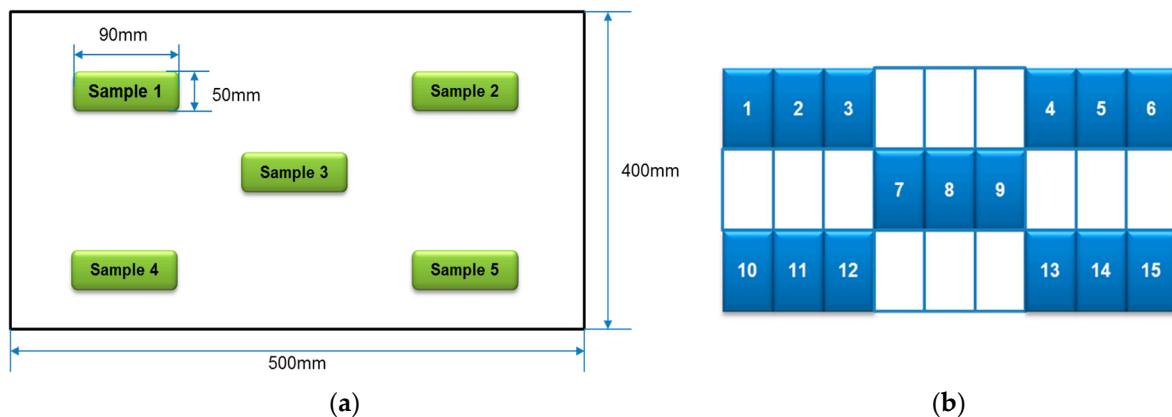 90mm
Sample 1
50mm
Sample 2
Sample 3
400mm
Sample 4
Sample 5
500mm
(a)
1 2 3 4 5 6
7 8 9
10 11 12 13 14 15
(b)